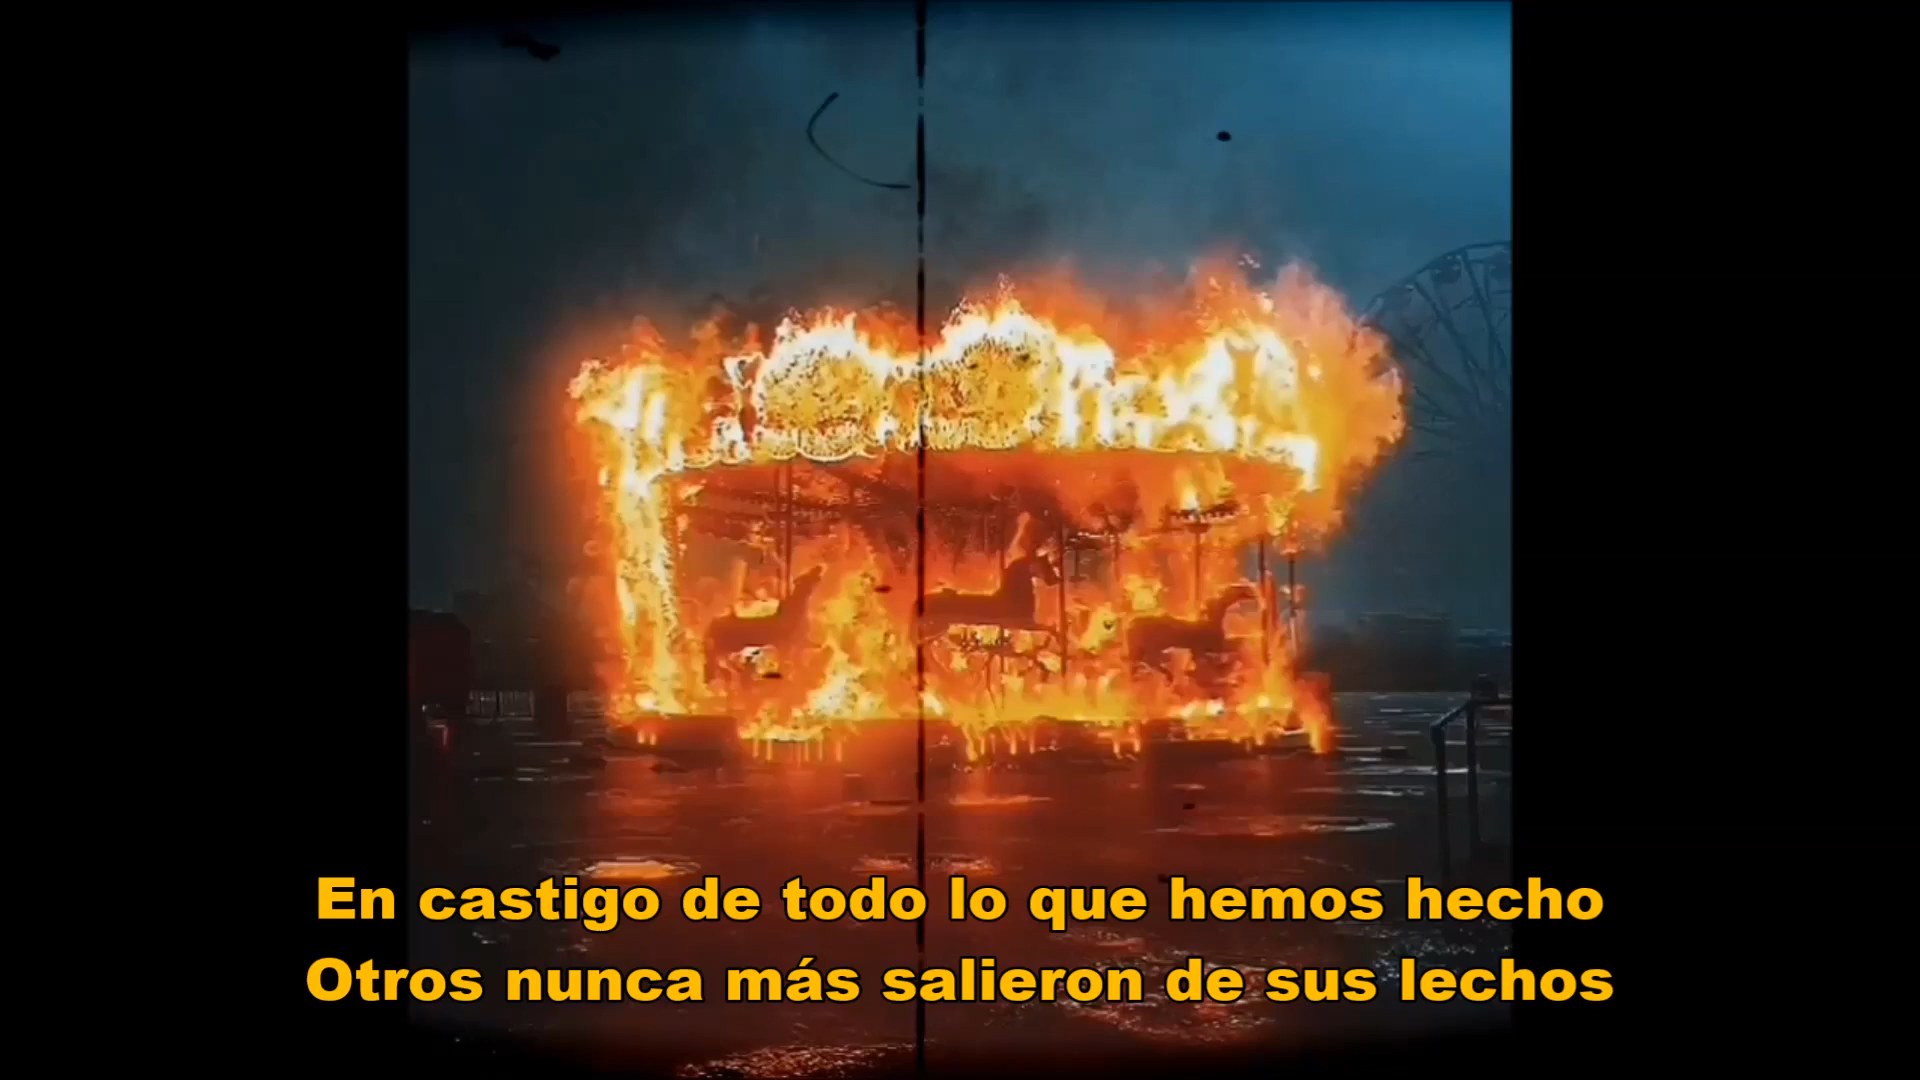 En castigo de todo lo que hemos hecho
Otros nunca más salieron de sus lechos